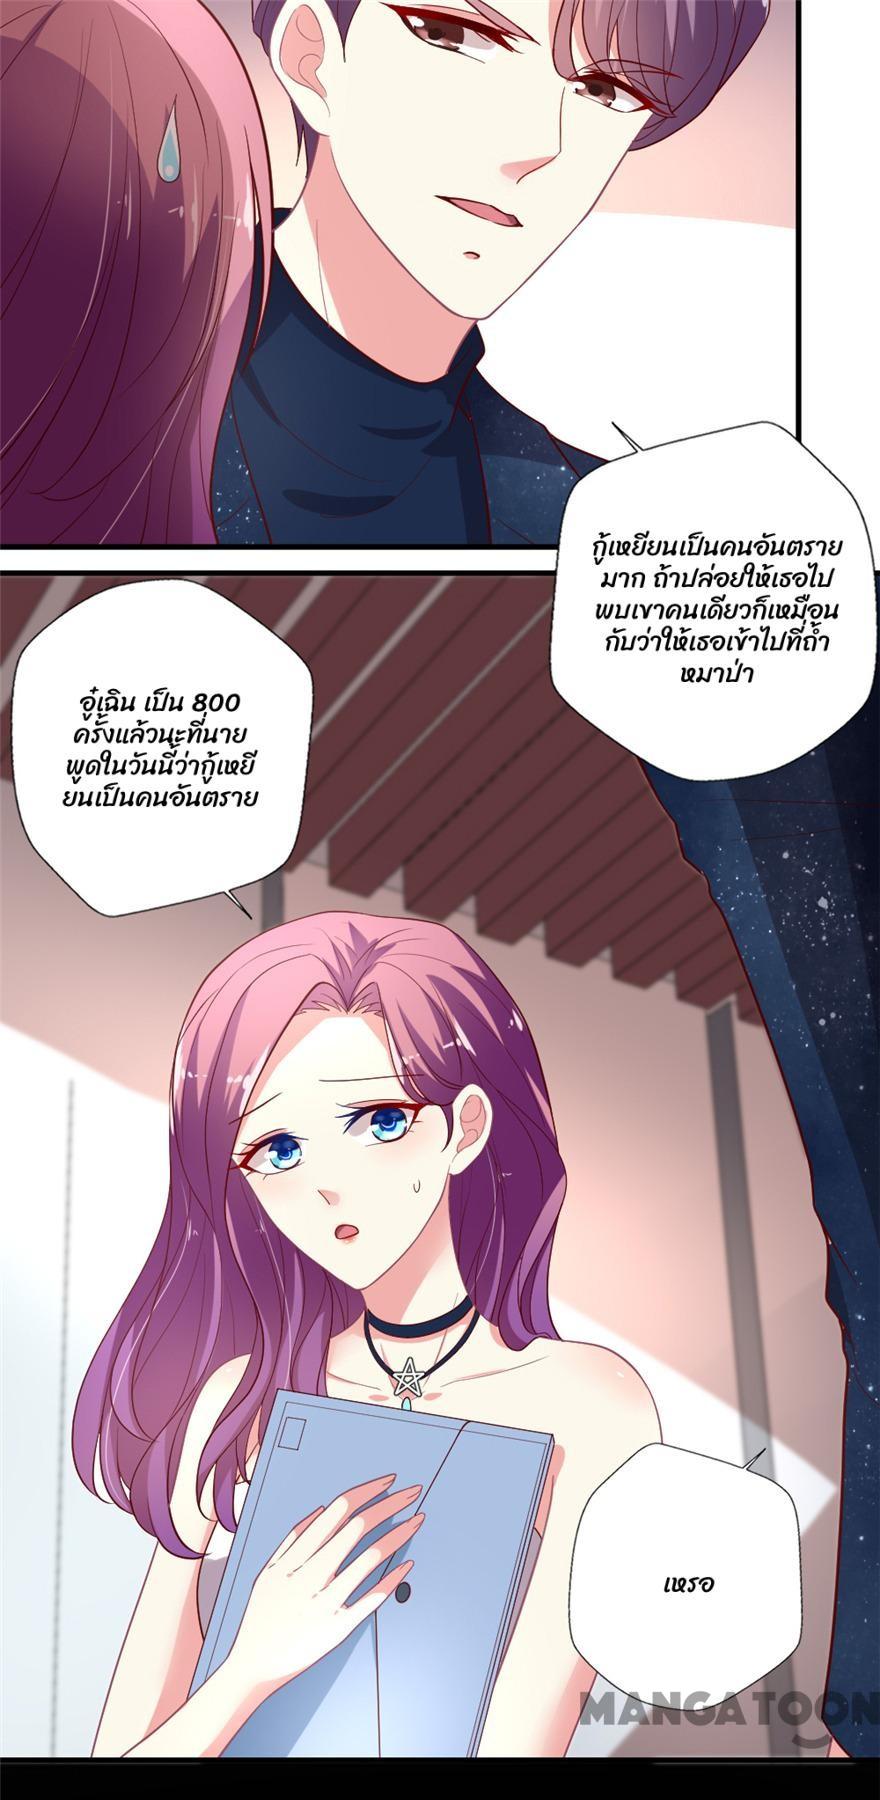 กู้เหยียนเป็นคนอันตราย
มาก ถ้าปล่อยให้เธอไป
พบเขาคนเดียวก็เหมือน
กับว่าให้เธอเข้าไปที่ถ้ำ
หมาป่า
อู๋เฉิน เป็น 800
ครั้งแล้วนะที่นาย
พูดในวันนี้ว่ากู้เหยี
ยนเป็นคนอันตราย
เหรอ
MANGATOON